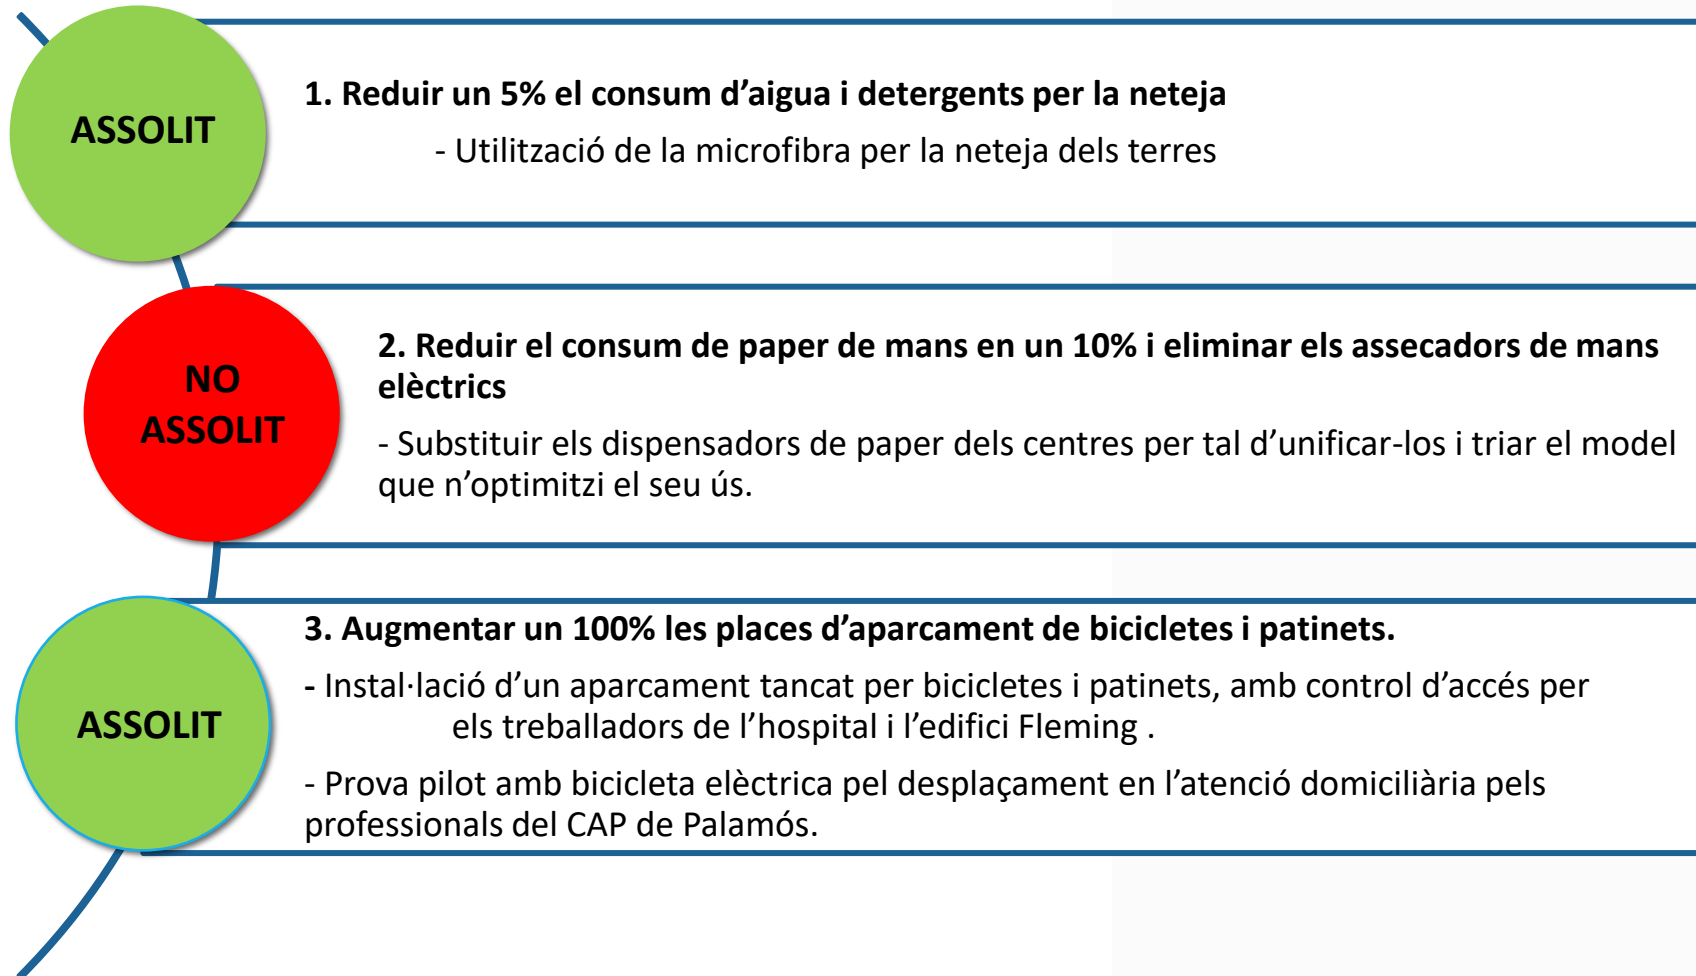 ASSOLIT
1. Reduir un 5% el consum d’aigua i detergents per la neteja
- Utilització de la microfibra per la neteja dels terres
NO
ASSOLIT
2. Reduir el consum de paper de mans en un 10% i eliminar els assecadors de mans
elèctrics
- Substituir els dispensadors de paper dels centres per tal d’unificar-los i triar el model
que n’optimitzi el seu ús.
ASSOLIT
3. Augmentar un 100% les places d’aparcament de bicicletes i patinets.
- Instal·lació d’un aparcament tancat per bicicletes i patinets, amb control d’accés per
els treballadors de l’hospital i l’edifici Fleming .
- Prova pilot amb bicicleta elèctrica pel desplaçament en l’atenció domiciliària pels
professionals del CAP de Palamós.